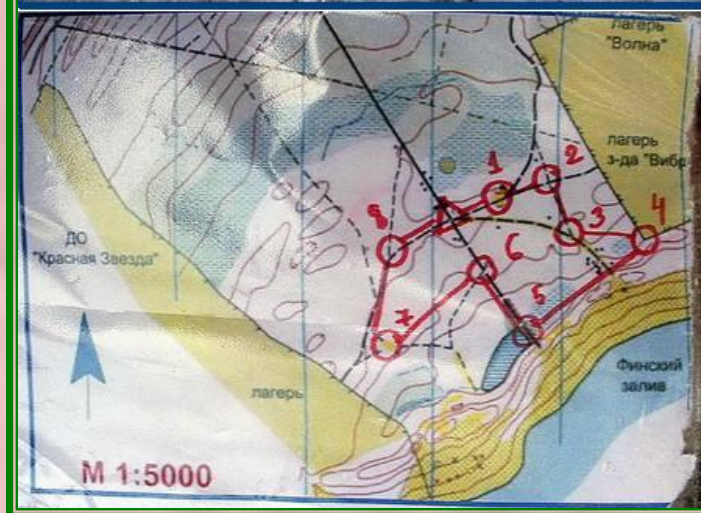 лагерь
"Волна"
лагерь
з-да "Вибр
1
2
3
4
8
6
5
7
ДО
"Красная Звезда"
лагерь
Финский
залив
М 1:5000